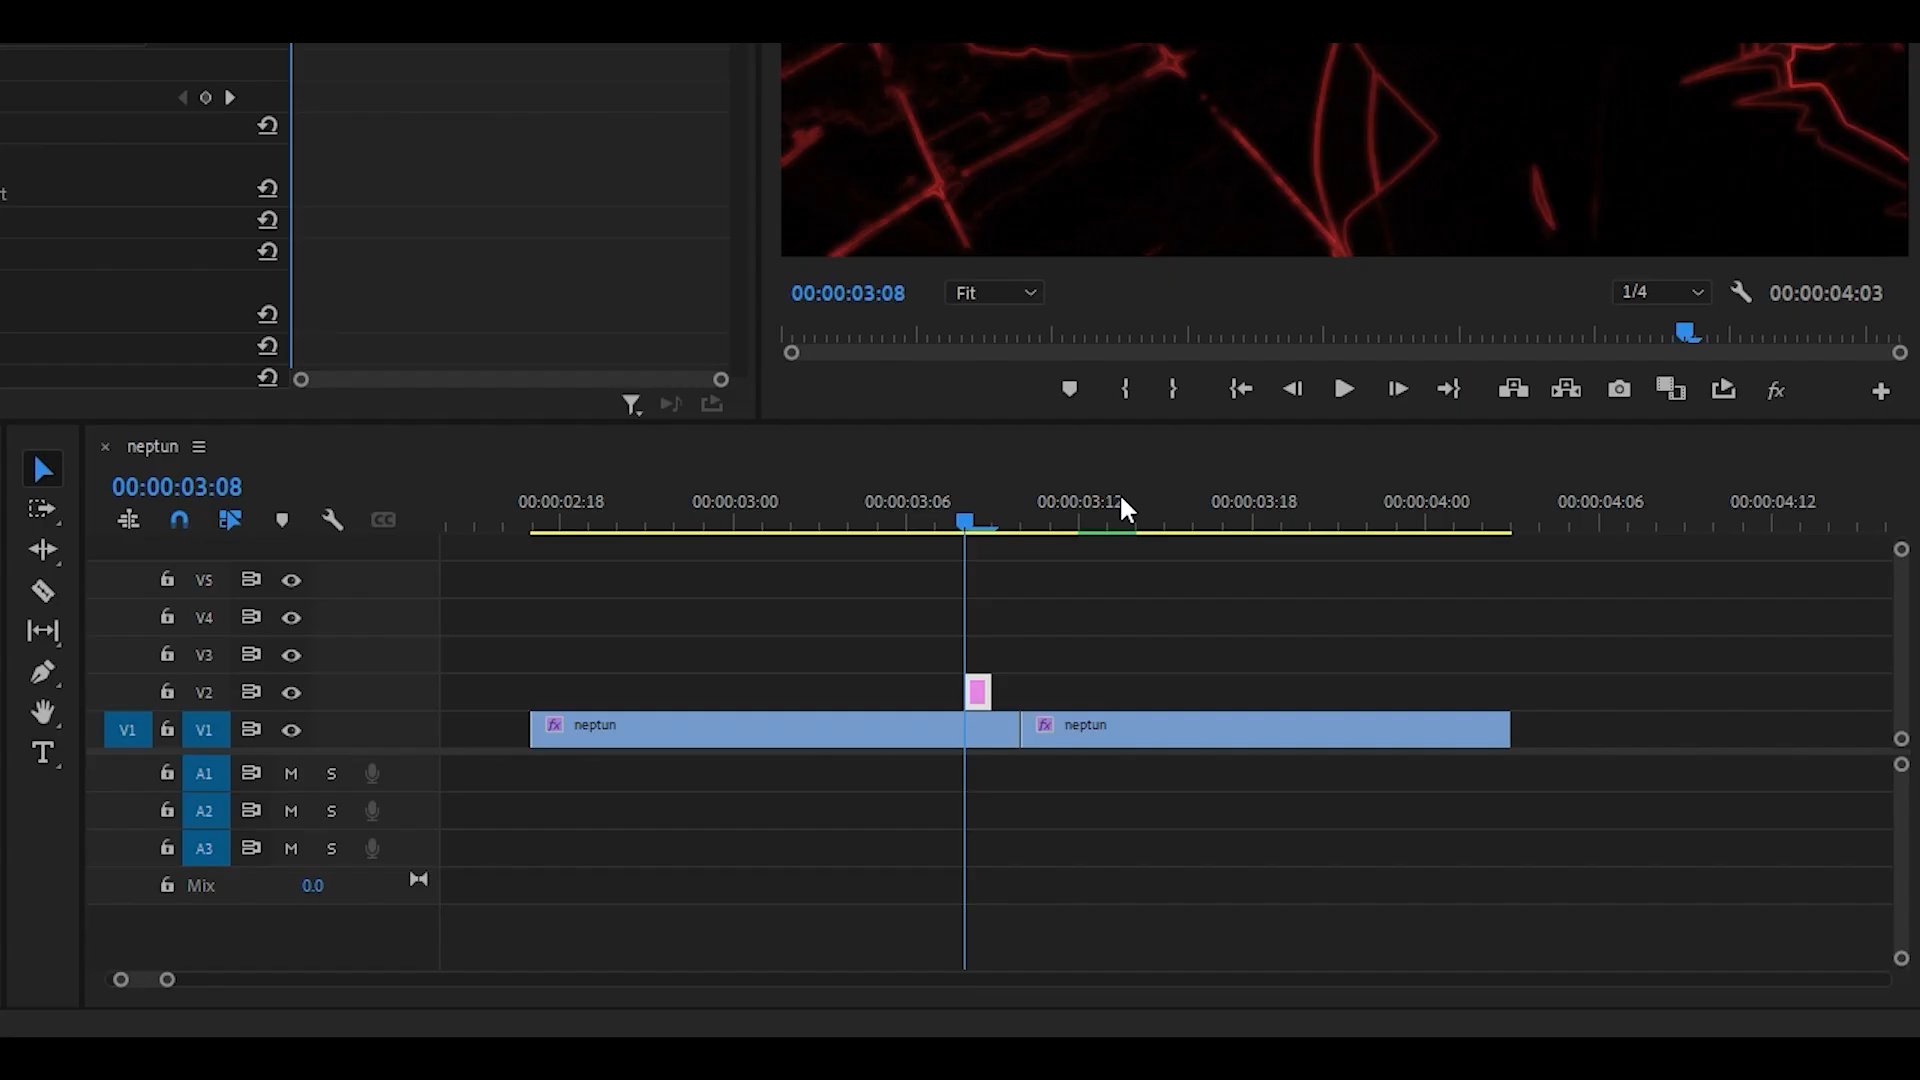 t
00:00:03:08
Fit
1/4
00:00:04:03
fx
× neptun
00:00:03:08
CC
00:00:02:18
00:00:03:00
00:00:03:06
00:00:03:12
00:00:03:18
00:00:04:00
00:00:04:06
00:00:04:12
V5
V4
V3
V2
V1 V1
fx neptun
fx neptun
A1 M S
A2 M S
A3 M S
Mix 0.0
T